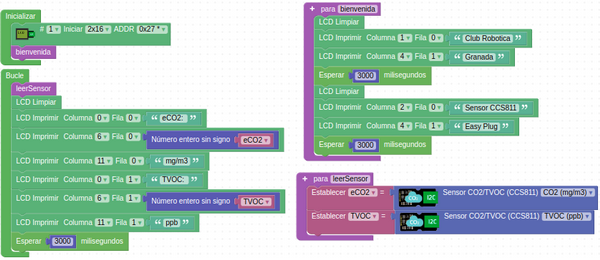 Inicializar
# 1 Iniciar 2x16 ADDR 0x27 *
bienvenida
Bucle
leerSensor
LCD Limpiar
LCD Imprimir Columna 0 Fila 0 “ eCO2: ”
LCD Imprimir Columna 6 Fila 0 Número entero sin signo eCO2
LCD Imprimir Columna 11 Fila 0 “ mg/m3 ”
LCD Imprimir Columna 0 Fila 1 “ TVOC: ”
LCD Imprimir Columna 6 Fila 1 Número entero sin signo TVOC
LCD Imprimir Columna 11 Fila 1 “ ppb ”
Esperar 3000 milisegundos
para bienvenida
LCD Limpiar
LCD Imprimir Columna 1 Fila 0 “ Club Robotica ”
LCD Imprimir Columna 4 Fila 1 “ Granada ”
Esperar 3000 milisegundos
LCD Limpiar
LCD Imprimir Columna 2 Fila 0 “ Sensor CCS811 ”
LCD Imprimir Columna 4 Fila 1 “ Easy Plug ”
Esperar 3000 milisegundos
para leerSensor
Establecer eCO2 = CO₂ I2C Sensor CO2/TVOC (CCS811) CO2 (mg/m3)
Establecer TVOC = CO₂ I2C Sensor CO2/TVOC (CCS811) TVOC (ppb)